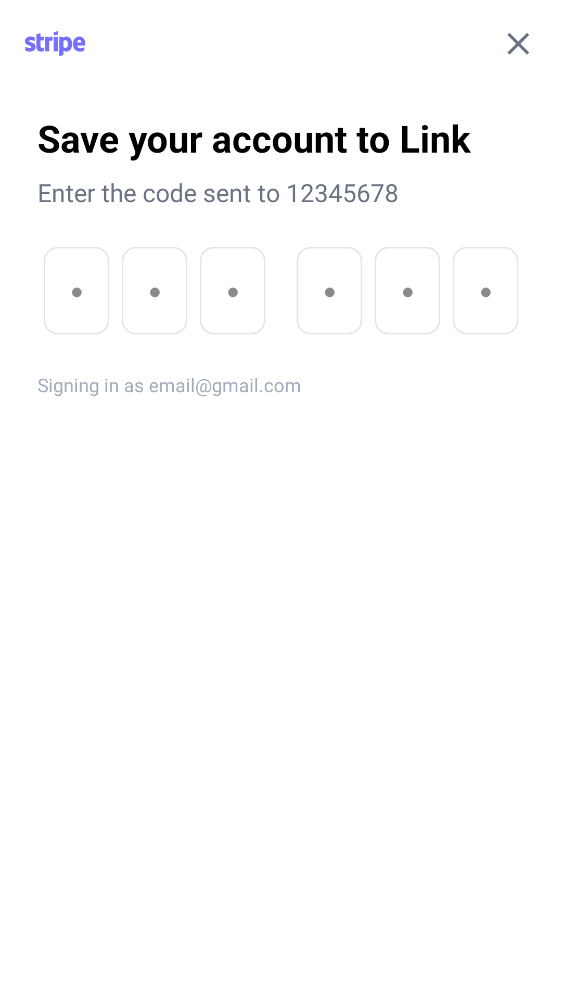 stripe
Save your account to Link
Enter the code sent to 12345678
Signing in as email@gmail.com